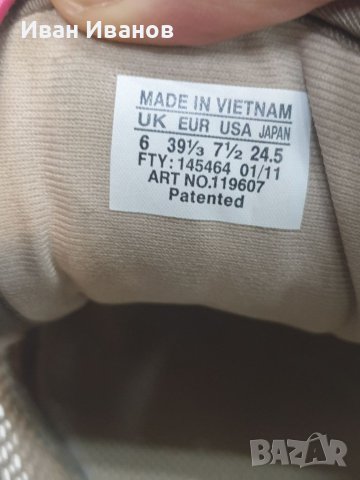 Иван Иванов
MADE IN VIETNAM
UK EUR USA JAPAN
6 39⅓ 7½ 24.5
FTY: 145464 01/11
ART NO.119607
Patented
BAZAR